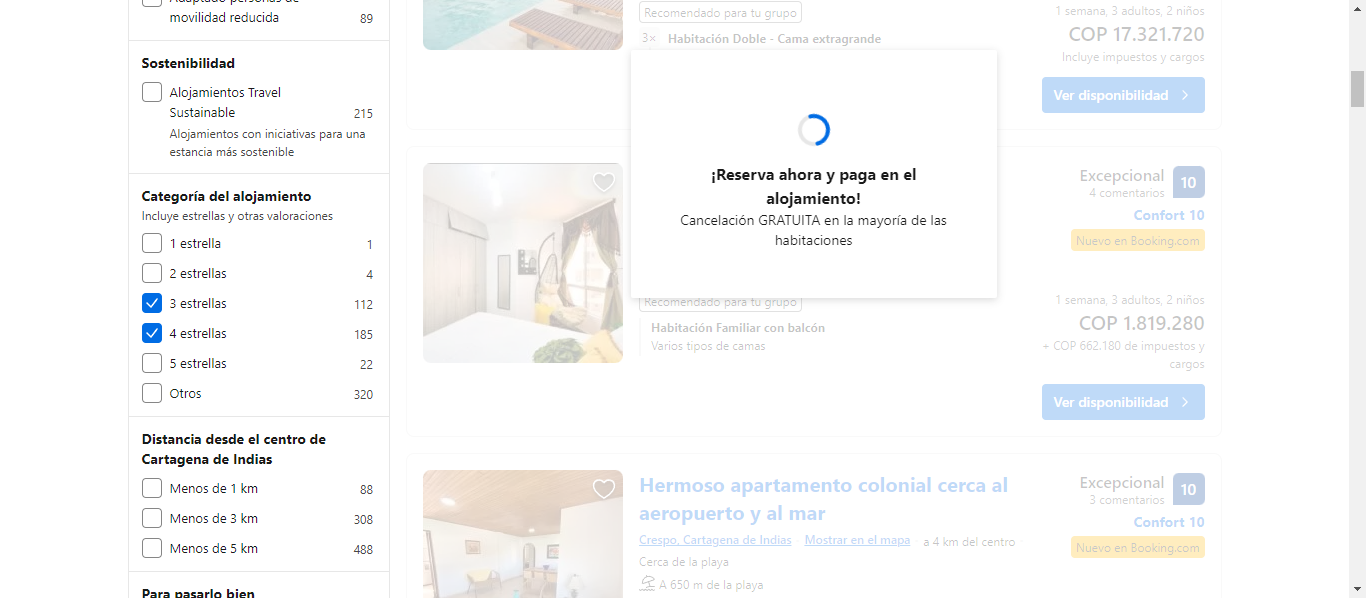 Adaptado personas de
movilidad reducida
89
Sostenibilidad
Alojamientos Travel
Sustainable
215
Alojamientos con iniciativas para una
estancia más sostenible
Categoría del alojamiento
Incluye estrellas y otras valoraciones
1 estrella
1
2 estrellas
4
3 estrellas
112
4 estrellas
185
5 estrellas
22
Otros
320
Distancia desde el centro de
Cartagena de Indias
Menos de 1 km
88
Menos de 3 km
308
Menos de 5 km
488
Para pasarlo bien
Recomendado para tu grupo
3× Habitación Doble - Cama extragrande
1 semana, 3 adultos, 2 niños
COP 17.321.720
Incluye impuestos y cargos
Ver disponibilidad
¡Reserva ahora y paga en el
alojamiento!
Cancelación GRATUITA en la mayoría de las
habitaciones
Excepcional
4 comentarios
10
Confort 10
Nuevo en Booking.com
Recomendado para tu grupo
Habitación Familiar con balcón
Varios tipos de camas
1 semana, 3 adultos, 2 niños
COP 1.819.280
+ COP 662.180 de impuestos y
cargos
Ver disponibilidad
Hermoso apartamento colonial cerca al
aeropuerto y al mar
Crespo, Cartagena de Indias Mostrar en el mapa a 4 km del centro
Cerca de la playa
A 650 m de la playa
Excepcional
3 comentarios
10
Confort 10
Nuevo en Booking.com